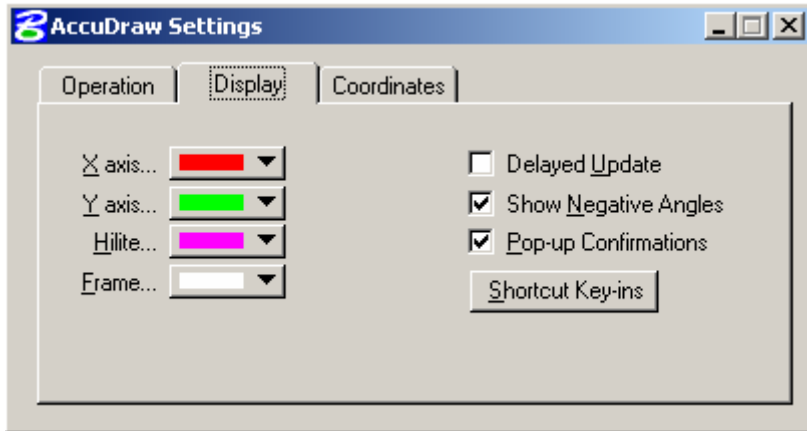 AccuDraw Settings
Operation Display Coordinates
X axis... Delayed Update
Y axis... Show Negative Angles
Hilite... Pop-up Confirmations
Frame... Shortcut Key-ins